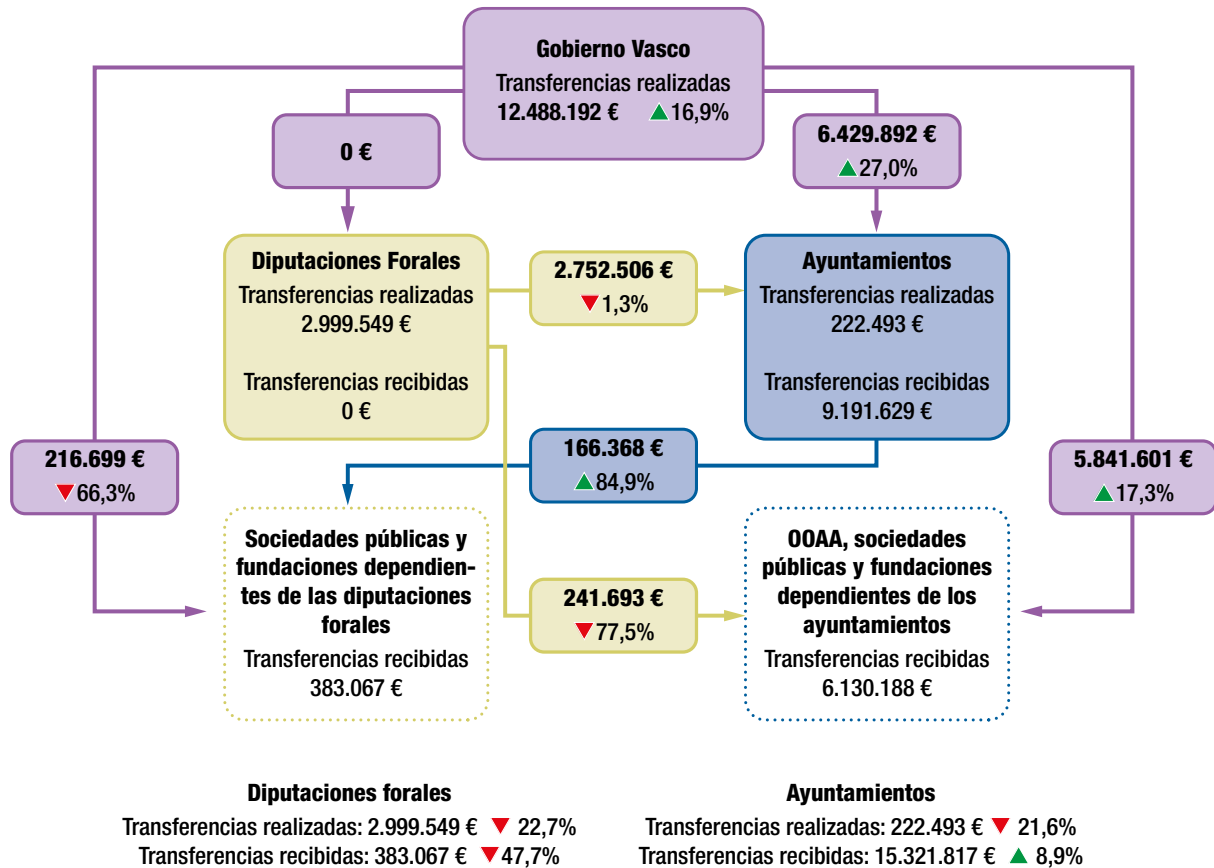 Gobierno Vasco
Transferencias realizadas
12.488.192 € ▲ 16,9%
0 €
6.429.892 €
▲ 27,0%
Diputaciones Forales
Transferencias realizadas
2.999.549 €
Transferencias recibidas
0 €
2.752.506 €
▼ 1,3%
Ayuntamientos
Transferencias realizadas
222.493 €
Transferencias recibidas
9.191.629 €
216.699 €
▼ 66,3%
166.368 €
▲ 84,9%
5.841.601 €
▲ 17,3%
Sociedades públicas y
fundaciones dependien-
tes de las diputaciones
forales
Transferencias recibidas
383.067 €
241.693 €
▼ 77,5%
OOAA, sociedades
públicas y fundaciones
dependientes de los
ayuntamientos
Transferencias recibidas
6.130.188 €
Diputaciones forales
Transferencias realizadas: 2.999.549 € ▼ 22,7%
Transferencias recibidas: 383.067 € ▼ 47,7%
Ayuntamientos
Transferencias realizadas: 222.493 € ▼ 21,6%
Transferencias recibidas: 15.321.817 € ▲ 8,9%